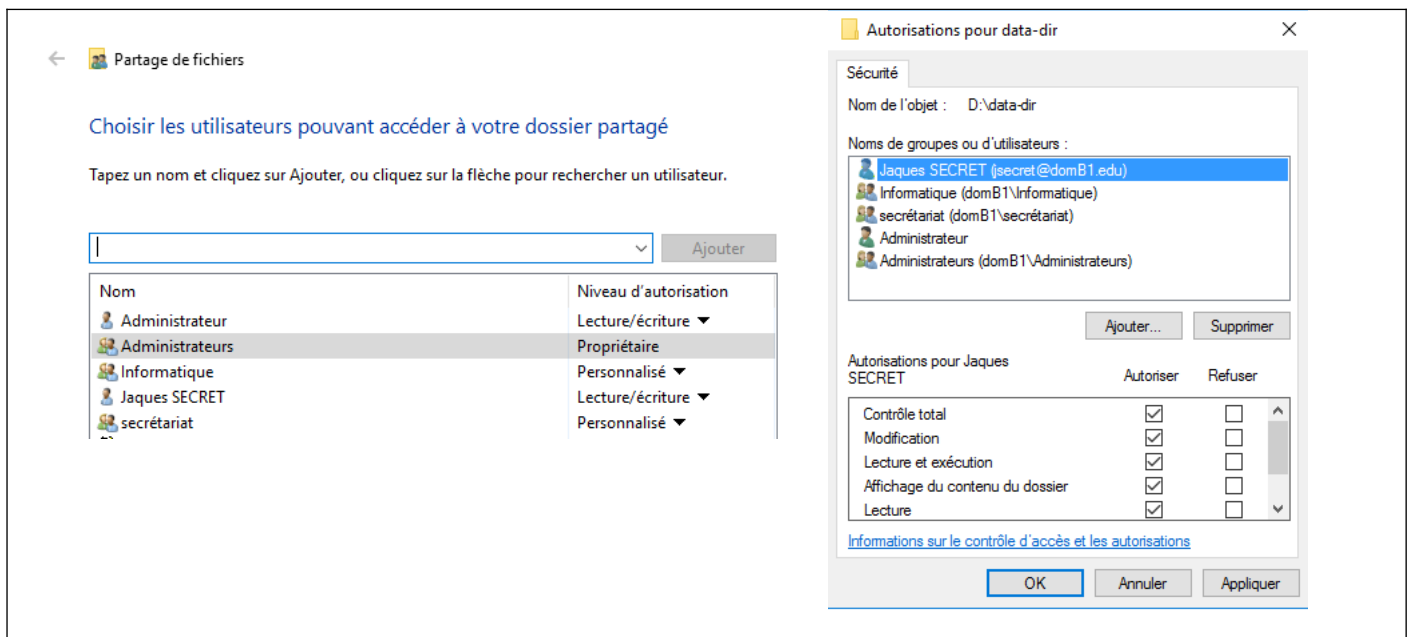 Partage de fichiers
Choisir les utilisateurs pouvant accéder à votre dossier partagé
Tapez un nom et cliquez sur Ajouter, ou cliquez sur la flèche pour rechercher un utilisateur.
Ajouter
Nom Niveau d'autorisation
Administrateur Lecture/écriture
Administrateurs Propriétaire
Informatique Personnalisé
Jaques SECRET Lecture/écriture
secrétariat Personnalisé
Autorisations pour data-dir
Sécurité
Nom de l'objet : D:\data-dir
Noms de groupes ou d'utilisateurs :
Jaques SECRET (jsecret@domB1.edu)
Informatique (domB1\Informatique)
secrétariat (domB1\secrétariat)
Administrateur
Administrateurs (domB1\Administrateurs)
Ajouter... Supprimer
Autorisations pour Jaques
SECRET Autoriser Refuser
Contrôle total
Modification
Lecture et exécution
Affichage du contenu du dossier
Lecture
Informations sur le contrôle d'accès et les autorisations
OK Annuler Appliquer